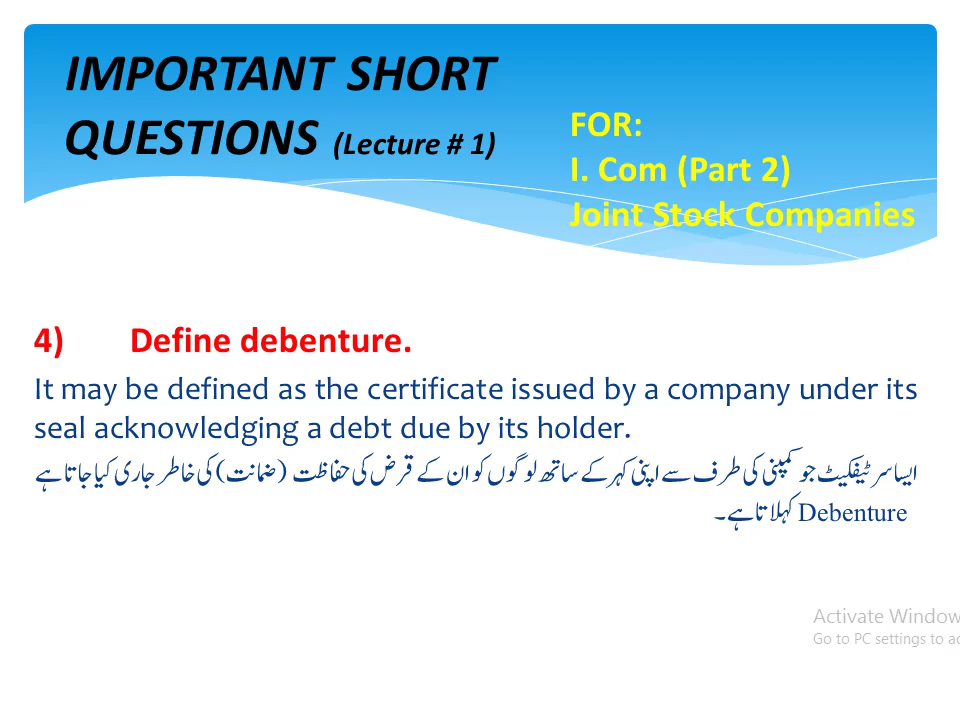 IMPORTANT SHORT
QUESTIONS (Lecture # 1)
FOR:
I. Com (Part 2)
Joint Stock Companies
4) Define debenture.
It may be defined as the certificate issued by a company under its
seal acknowledging a debt due by its holder.
ایسا سرٹیفکیٹ جو کمپنی کی طرف سے اپنی کہر کے ساتھ لوگوں کو ان کے قرض کی حفاظت (ضمانت) کی خاطر جاری کیا جاتا ہے
Debenture کہلاتا ہے۔
Activate Window
Go to PC settings to ac